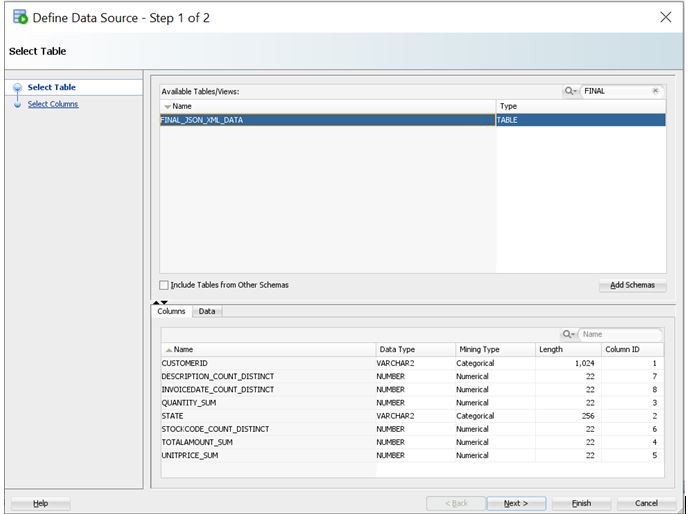 Define Data Source - Step 1 of 2
Select Table
Select Table
Select Columns
Available Tables/Views:
FINAL
Name Type
FINAL_JSON_XML_DATA TABLE
Include Tables from Other Schemas
Add Schemas
Columns Data
Name
Name Data Type Mining Type Length Column ID
CUSTOMERID VARCHAR2 Categorical 1,024 1
DESCRIPTION_COUNT_DISTINCT NUMBER Numerical 22 7
INVOICEDATE_COUNT_DISTINCT NUMBER Numerical 22 8
QUANTITY_SUM NUMBER Numerical 22 3
STATE VARCHAR2 Categorical 256 2
STOCKCODE_COUNT_DISTINCT NUMBER Numerical 22 6
TOTALAMOUNT_SUM NUMBER Numerical 22 4
UNITPRICE_SUM NUMBER Numerical 22 5
Help < Back Next > Finish Cancel